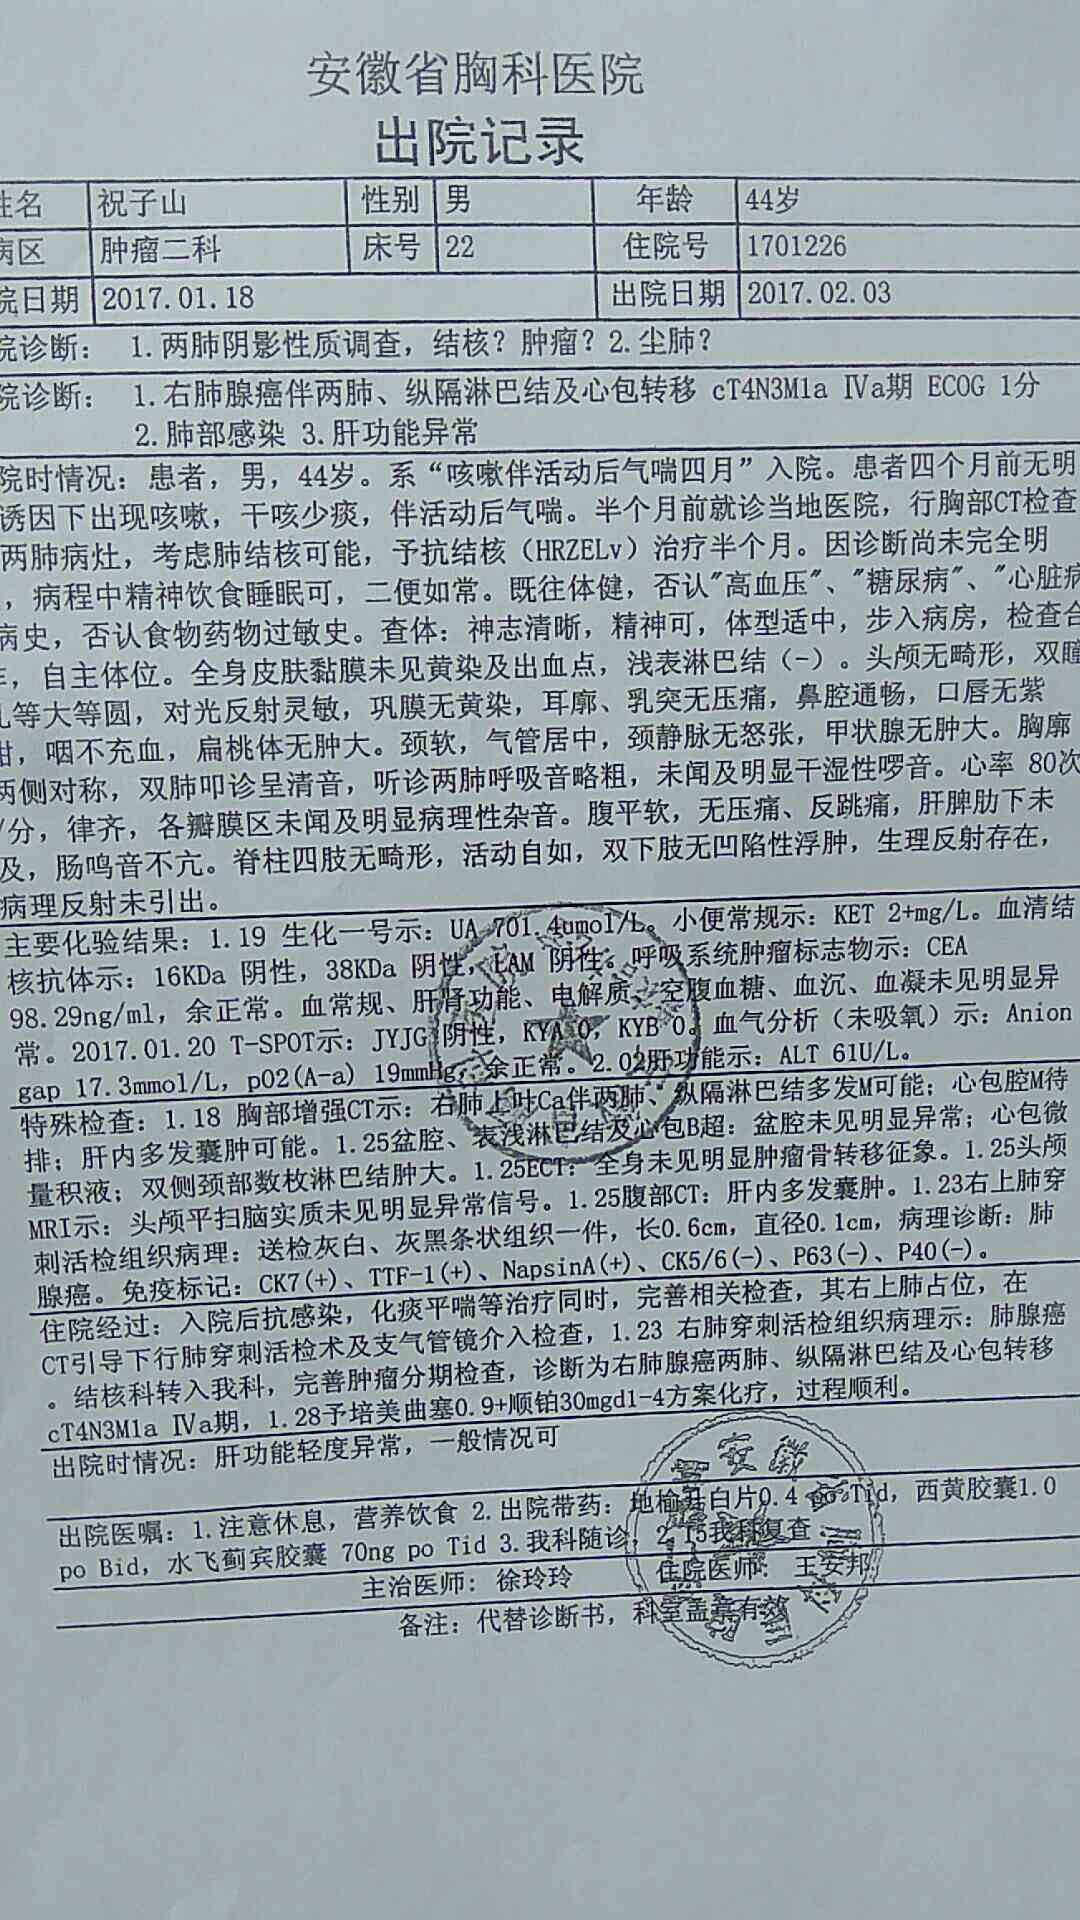 安徽省胸科医院
出院记录
姓名 祝子山 性别 男 年龄 44岁
病区 肿瘤二科 床号 22 住院号 1701226
院日期 2017.01.18 出院日期 2017.02.03
院诊断： 1.两肺阴影性质调查，结核？肿瘤？2.尘肺？
院诊断： 1.右肺腺癌伴两肺、纵隔淋巴结及心包转移 cT4N3M1a Ⅳa期 ECOG 1分
2.肺部感染 3.肝功能异常
院时情况：患者，男，44岁。系“咳嗽伴活动后气喘四月”入院。患者四个月前无明
诱因下出现咳嗽，干咳少痰，伴活动后气喘。半个月前就诊当地医院，行胸部CT检查
两肺病灶，考虑肺结核可能，予抗结核（HRZELv）治疗半个月。因诊断尚未完全明
，病程中精神饮食睡眠可，二便如常。既往体健，否认"高血压"、"糖尿病"、"心脏病
病史，否认食物药物过敏史。查体：神志清晰，精神可，体型适中，步入病房，检查合
，自主体位。全身皮肤黏膜未见黄染及出血点，浅表淋巴结（-）。头颅无畸形，双瞳
孔等大等圆，对光反射灵敏，巩膜无黄染，耳廓、乳突无压痛，鼻腔通畅，口唇无紫
绀，咽不充血，扁桃体无肿大。颈软，气管居中，颈静脉无怒张，甲状腺无肿大。胸廓
两侧对称，双肺叩诊呈清音，听诊两肺呼吸音略粗，未闻及明显干湿性啰音。心率 80次
/分，律齐，各瓣膜区未闻及明显病理性杂音。腹平软，无压痛、反跳痛，肝脾肋下未
及，肠鸣音不亢。脊柱四肢无畸形，活动自如，双下肢无凹陷性浮肿，生理反射存在，
病理反射未引出。
主要化验结果：1.19 生化一号示：UA 701.4umol/L。小便常规示：KET 2+mg/L。血清结
核抗体示：16KDa 阴性，38KDa 阴性，LAM 阴性。呼吸系统肿瘤标志物示：CEA
98.29ng/ml，余正常。血常规、肝肾功能、电解质、空腹血糖、血沉、血凝未见明显异
常。2017.01.20 T-SPOT示：JYJG 阴性，KYA 0，KYB 0。血气分析（未吸氧）示：Anion
gap 17.3mmol/L，pO2(A-a) 19mmHg，余正常。2.02肝功能示：ALT 61U/L。
特殊检查：1.18 胸部增强CT示：右肺上叶Ca伴两肺、纵隔淋巴结多发M可能；心包腔M待
排；肝内多发囊肿可能。1.25盆腔、表浅淋巴结及心包B超：盆腔未见明显异常；心包微
量积液；双侧颈部数枚淋巴结肿大。1.25ECT：全身未见明显肿瘤骨转移征象。1.25头颅
MRI示：头颅平扫脑实质未见明显异常信号。1.25腹部CT：肝内多发囊肿。1.23右上肺穿
刺活检组织病理：送检灰白、灰黑条状组织一件，长0.6cm，直径0.1cm，病理诊断：肺
腺癌。免疫标记：CK7(+)、TTF-1(+)、NapsinA(+)、CK5/6(-)、P63(-)、P40(-)。
住院经过：入院后抗感染，化痰平喘等治疗同时，完善相关检查，其右上肺占位，在
CT引导下行肺穿刺活检术及支气管镜介入检查，1.23 右肺穿刺活检组织病理示：肺腺癌
。结核科转入我科，完善肿瘤分期检查，诊断为右肺腺癌两肺、纵隔淋巴结及心包转移
cT4N3M1a Ⅳa期，1.28予培美曲塞0.9+顺铂30mgd1-4方案化疗，过程顺利。
出院时情况：肝功能轻度异常，一般情况可
出院医嘱：1.注意休息，营养饮食 2.出院带药：地榆升白片0.4 po Tid，西黄胶囊1.0
po Bid，水飞蓟宾胶囊 70ng po Tid 3.我科随诊，2.15我科复查
主治医师： 徐玲玲 住院医师： 王安邦
备注：代替诊断书，科室盖章有效